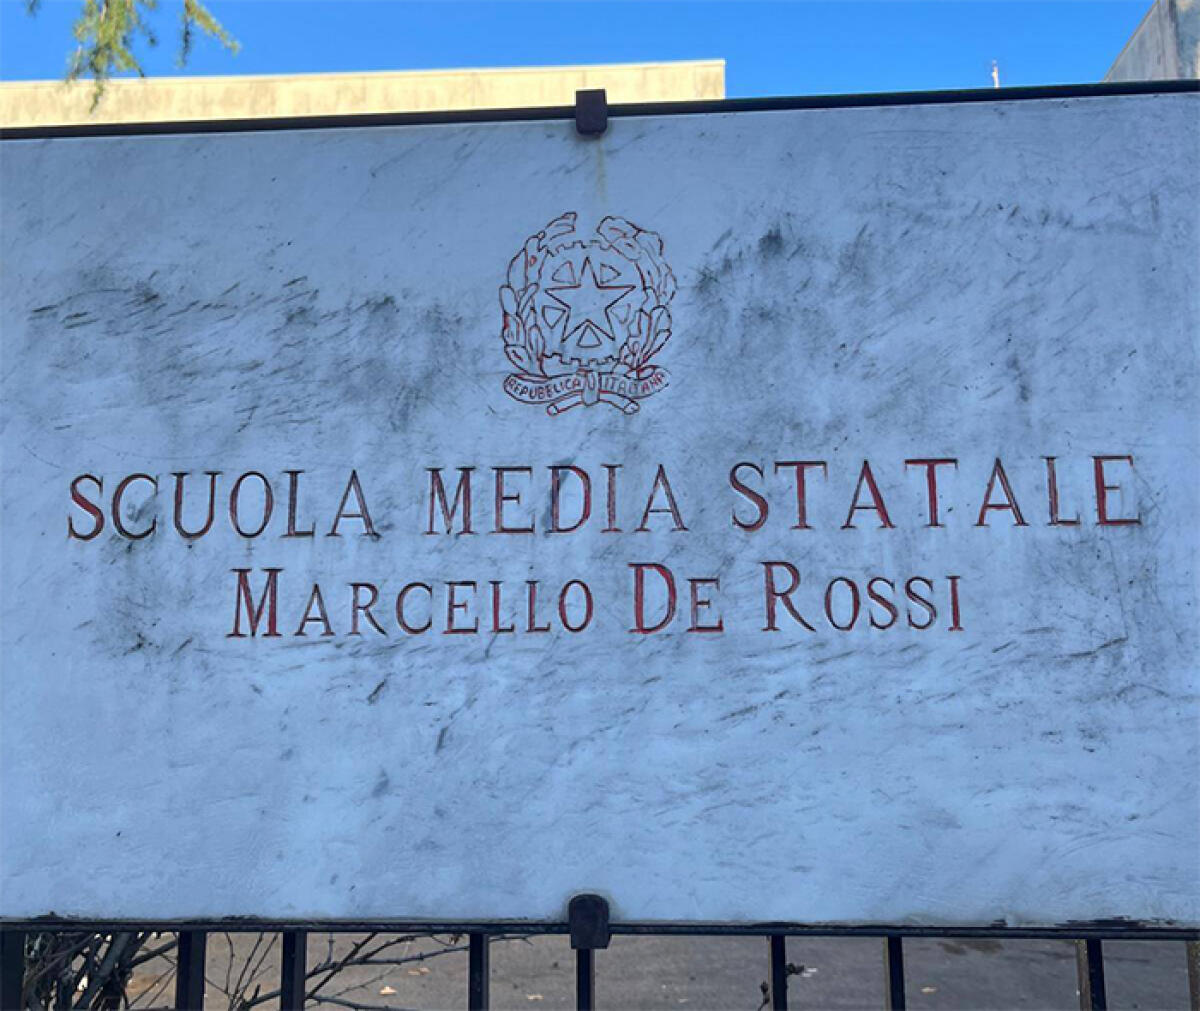 REPUBBLICA ITALIANA
SCUOLA MEDIA STATALE
MARCELLO DE ROSSI